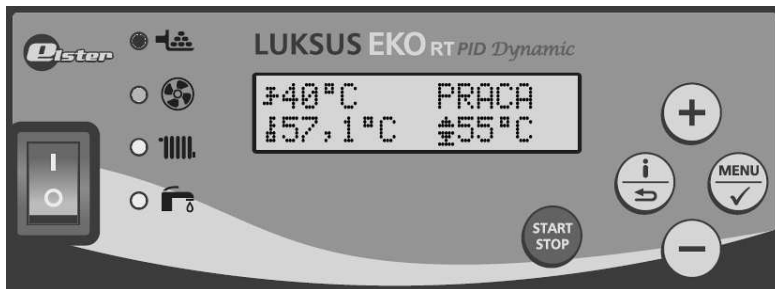 elster
LUKSUS EKO RT PID Dynamic
40°C PRACA
57,1°C 55°C
I
O
+
i
MENU
START
STOP
−